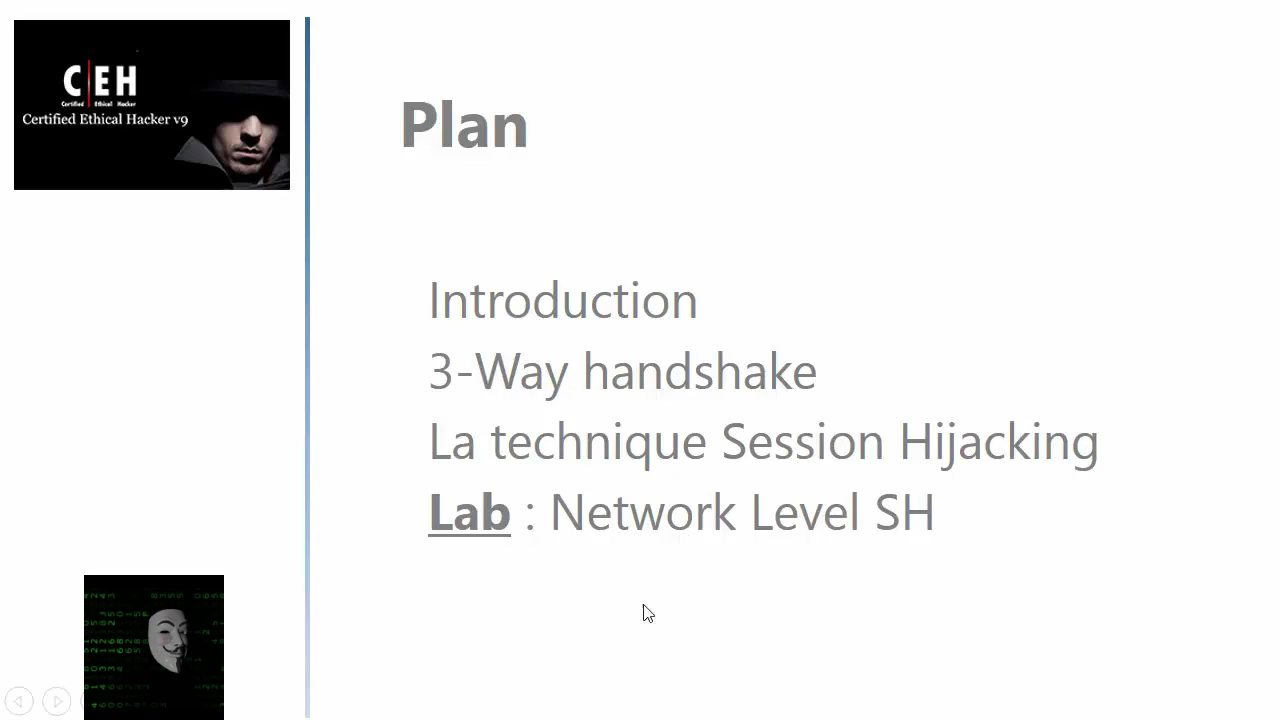 C|EH
Certified Ethical Hacker
Certified Ethical Hacker v9
Plan
Introduction
3-Way handshake
La technique Session Hijacking
Lab : Network Level SH